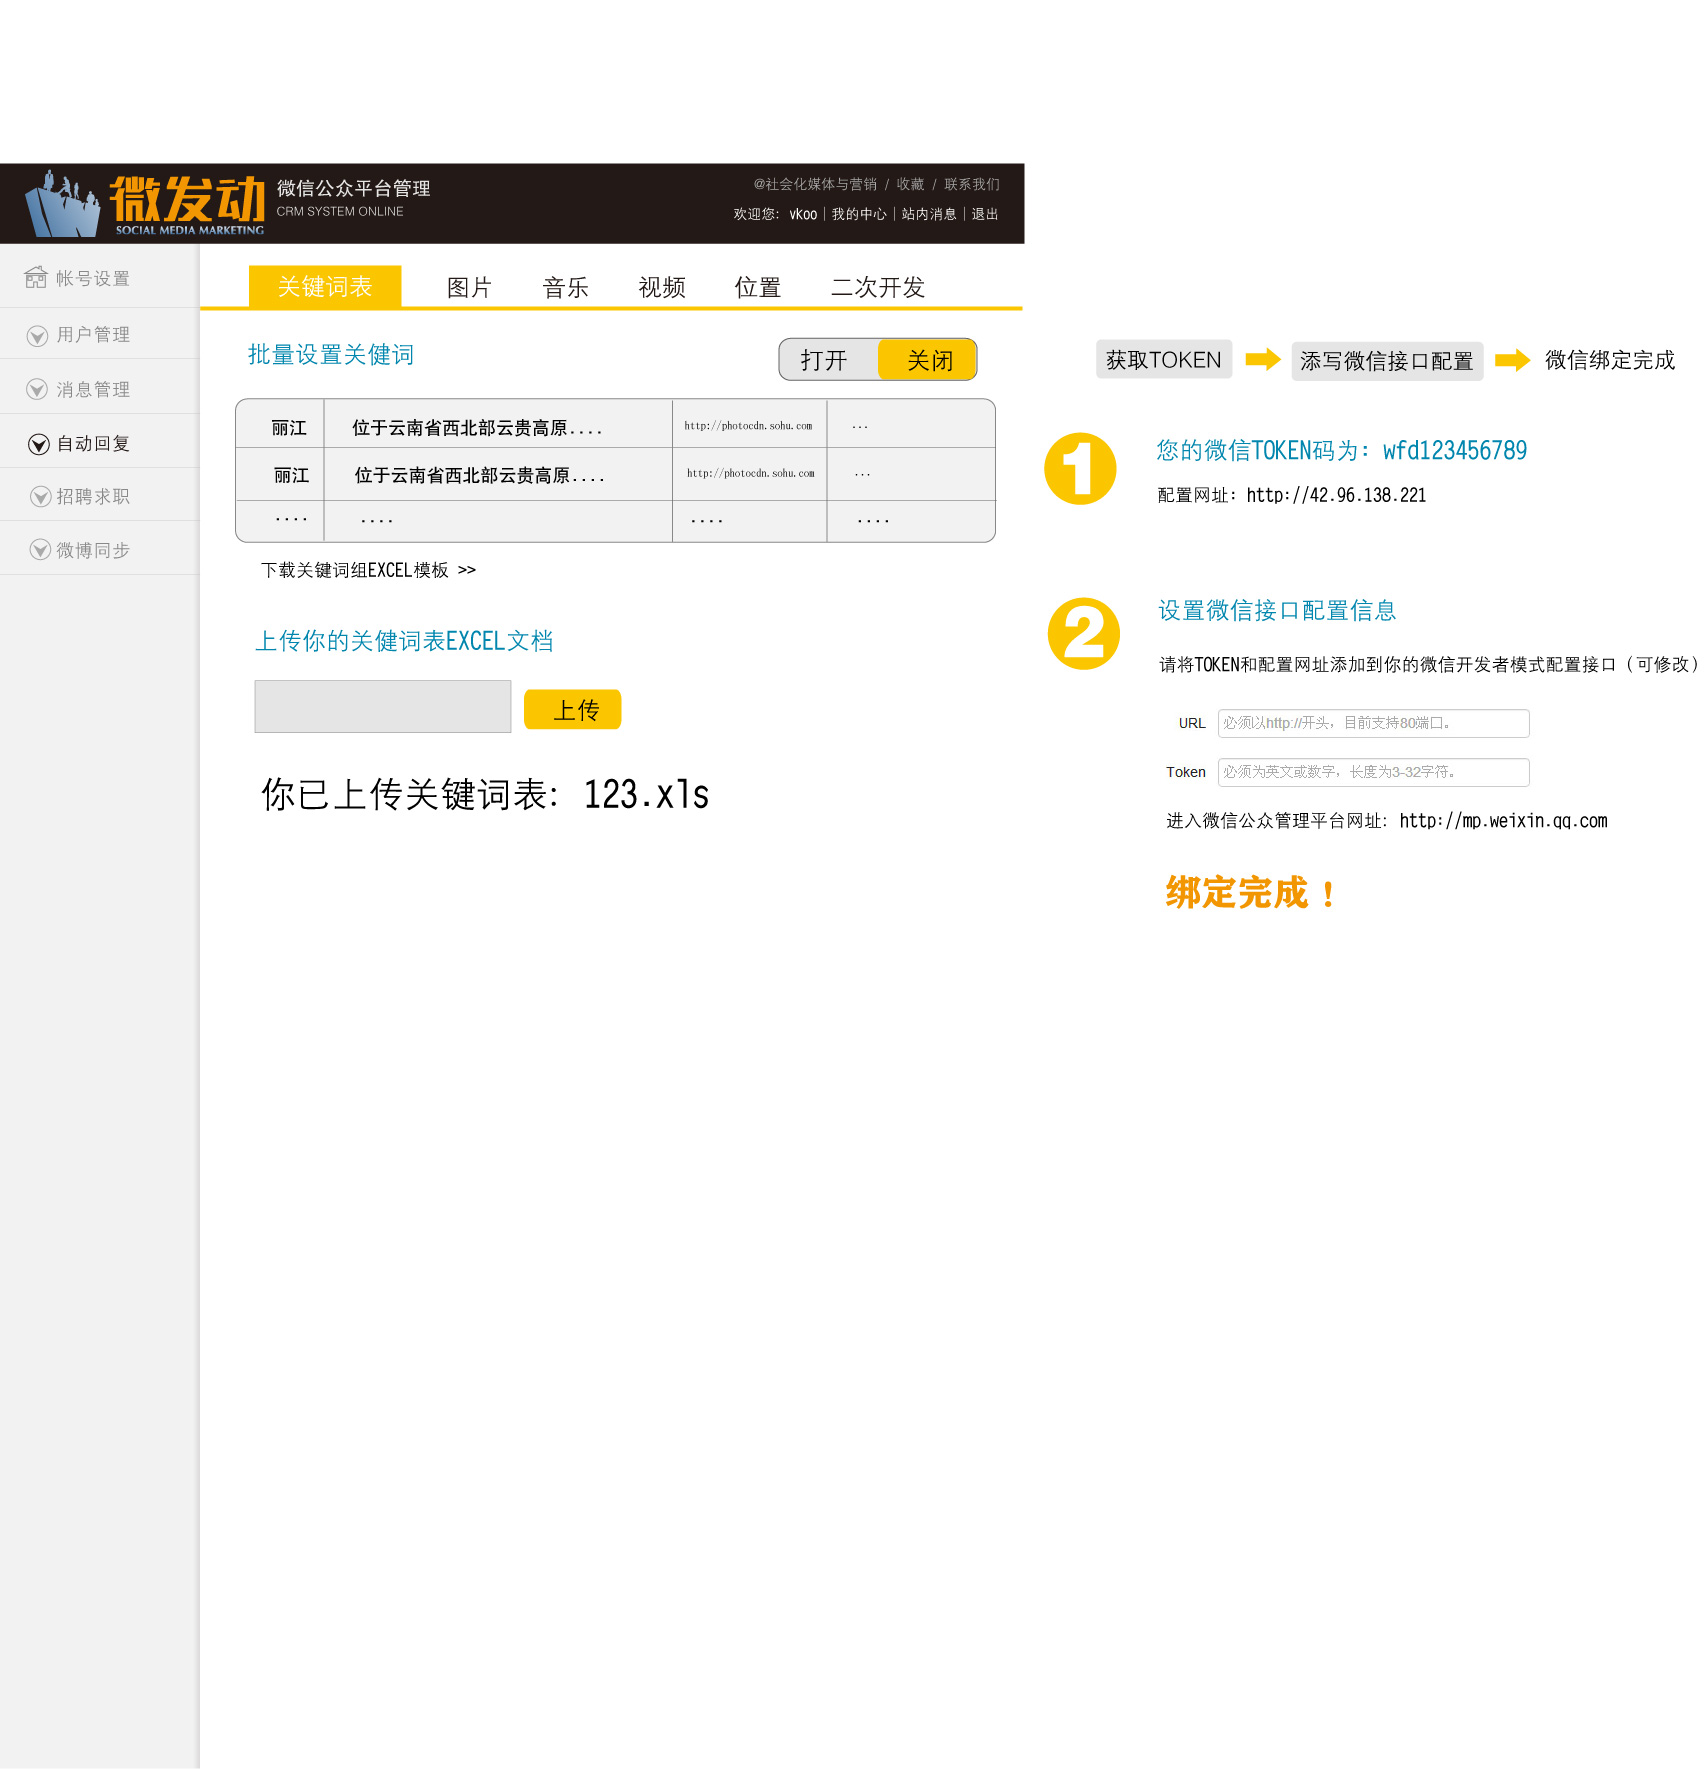 微发动
SOCIAL MEDIA MARKETING
微信公众平台管理
CRM SYSTEM ONLINE
@社会化媒体与营销 / 收藏 / 联系我们
欢迎您: vkoo | 我的中心 | 站内消息 | 退出
帐号设置
用户管理
消息管理
自动回复
招聘求职
微博同步
关键词表 图片 音乐 视频 位置 二次开发
批量设置关健词
打开 关闭
丽江 位于云南省西北部云贵高原.... http://photocdn.sohu.com ...
丽江 位于云南省西北部云贵高原.... http://photocdn.sohu.com ...
.... .... .... ....
下载关键词组EXCEL模板 >>
上传你的关健词表EXCEL文档
上传
你已上传关键词表: 123.xls
获取TOKEN 添写微信接口配置 微信绑定完成
1
您的微信TOKEN码为: wfd123456789
配置网址: http://42.96.138.221
2
设置微信接口配置信息
请将TOKEN和配置网址添加到你的微信开发者模式配置接口（可修改）
URL 必须以http://开头，目前支持80端口。
Token 必须为英文或数字，长度为3-32字符。
进入微信公众管理平台网址: http://mp.weixin.qq.com
绑定完成！